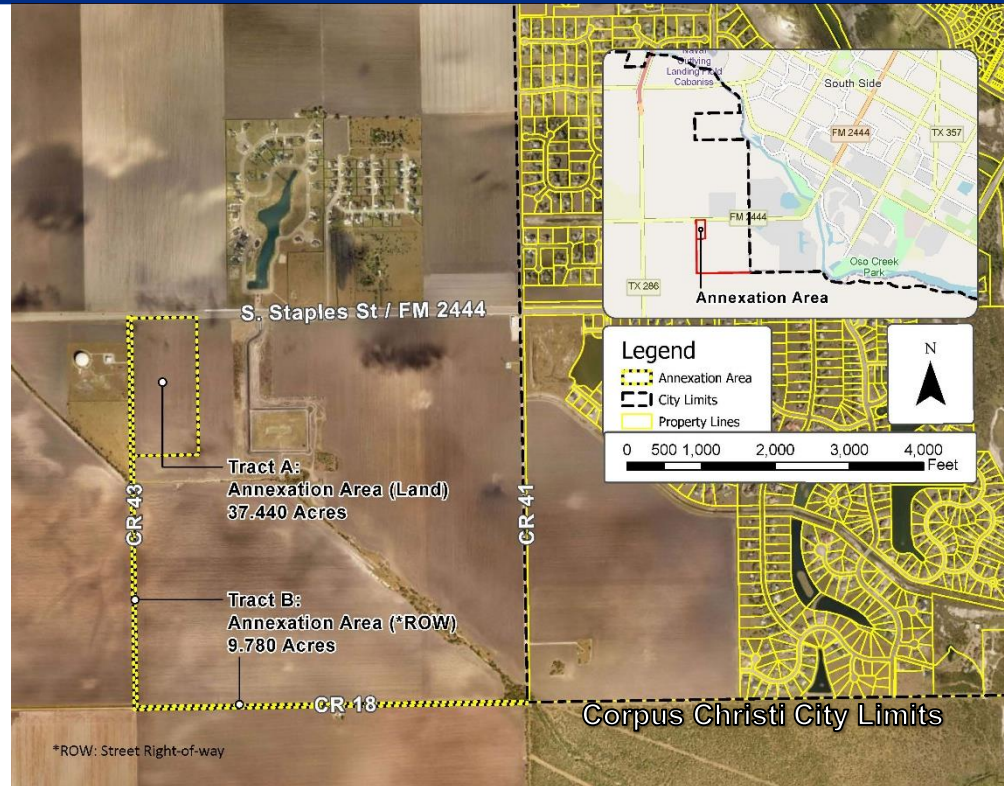 S. Staples St / FM 2444
CR 43
CR 41
Tract A:
Annexation Area (Land)
37.440 Acres
Tract B:
Annexation Area (*ROW)
9.780 Acres
CR 18
Corpus Christi City Limits
*ROW: Street Right-of-way
Naval
Outlying
Landing Field
Cabaniss
South Side
FM 2444
TX 357
FM 2444
TX 286
Oso Creek
Park
Annexation Area
Legend
Annexation Area
City Limits
Property Lines
N
0 500 1,000 2,000 3,000 4,000
Feet